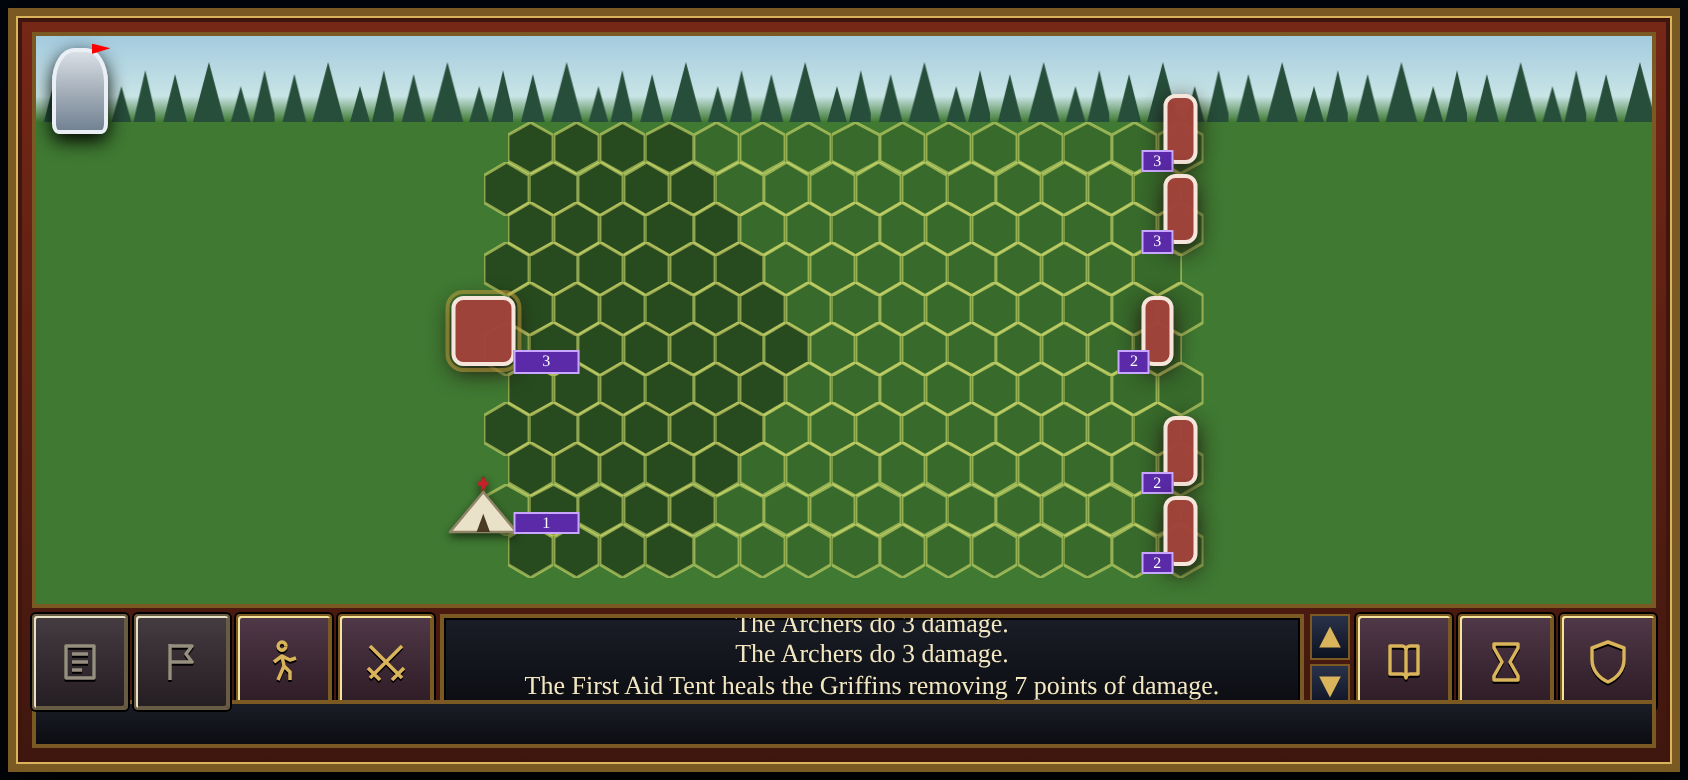 3
3
3
2
2
1
2
The Archers do 3 damage.
The Archers do 3 damage.
The First Aid Tent heals the Griffins removing 7 points of damage.